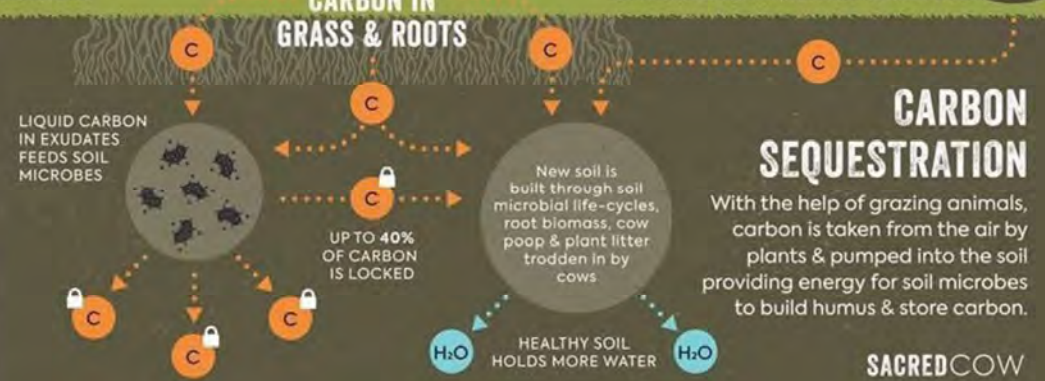 CARBON IN
GRASS & ROOTS
C
C
C
C
LIQUID CARBON
IN EXUDATES
FEEDS SOIL
MICROBES
C
UP TO 40%
OF CARBON
IS LOCKED
New soil is
built through soil
microbial life-cycles,
root biomass, cow
poop & plant litter
trodden in by
cows
CARBON
SEQUESTRATION
With the help of grazing animals,
carbon is taken from the air by
plants & pumped into the soil
providing energy for soil microbes
to build humus & store carbon.
C
C
C
H₂O
HEALTHY SOIL
HOLDS MORE WATER
H₂O
SACREDCOW